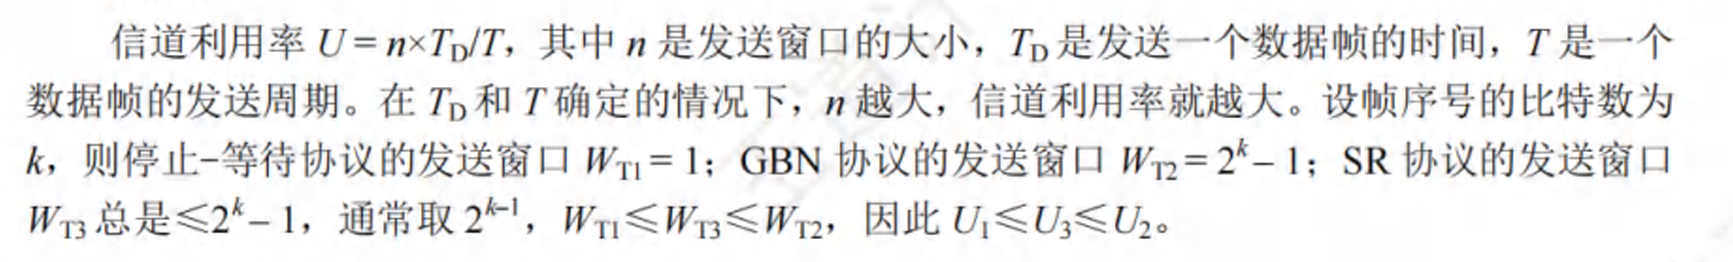 信道利用率 U = n×T_D/T，其中 n 是发送窗口的大小，T_D 是发送一个数据帧的时间，T 是一个
数据帧的发送周期。在 T_D 和 T 确定的情况下，n 越大，信道利用率就越大。设帧序号的比特数为
k，则停止–等待协议的发送窗口 W_T1 = 1；GBN 协议的发送窗口 W_T2 = 2^k – 1；SR 协议的发送窗口
W_T3 总是≤2^k – 1，通常取 2^(k–1)，W_T1≤W_T3≤W_T2，因此 U_1≤U_3≤U_2。